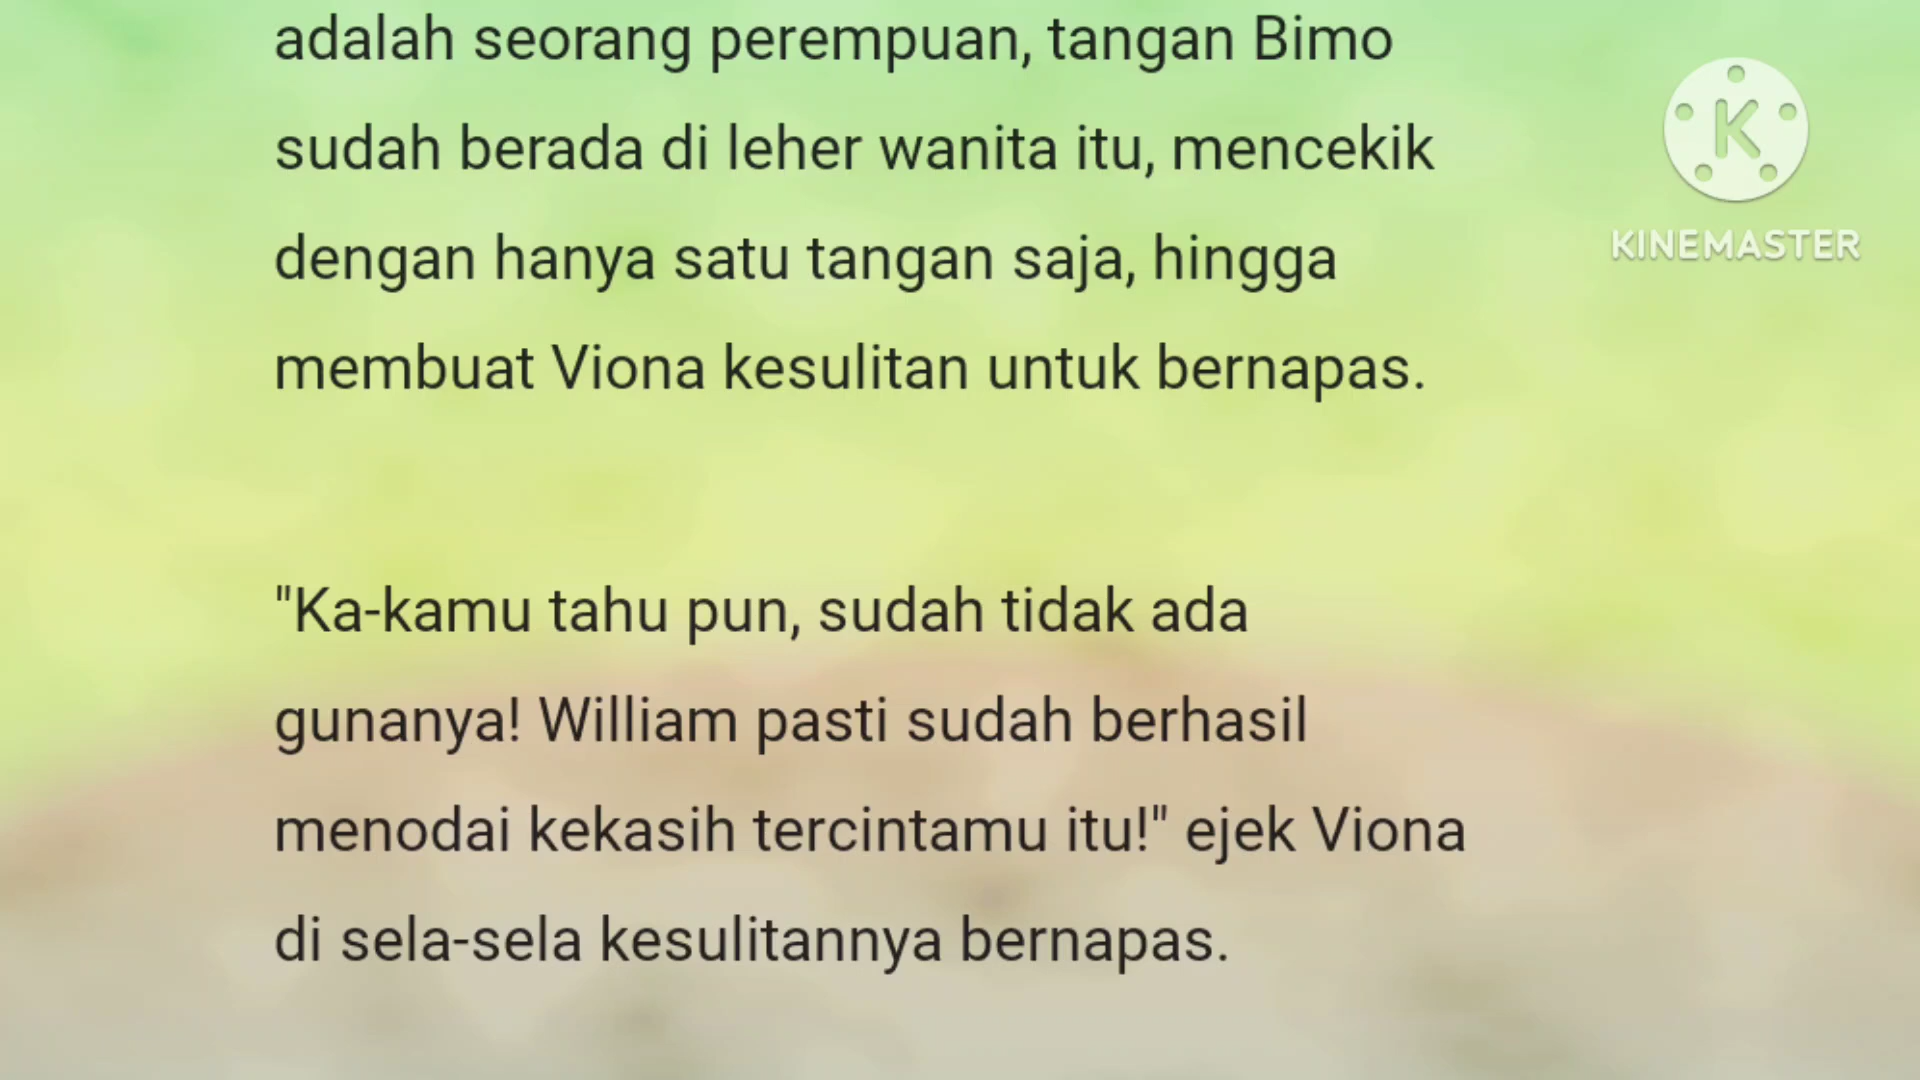 adalah seorang perempuan, tangan Bimo
sudah berada di leher wanita itu, mencekik
dengan hanya satu tangan saja, hingga
membuat Viona kesulitan untuk bernapas.
"Ka-kamu tahu pun, sudah tidak ada
gunanya! William pasti sudah berhasil
menodai kekasih tercintamu itu!" ejek Viona
di sela-sela kesulitannya bernapas.
K
KINEMASTER